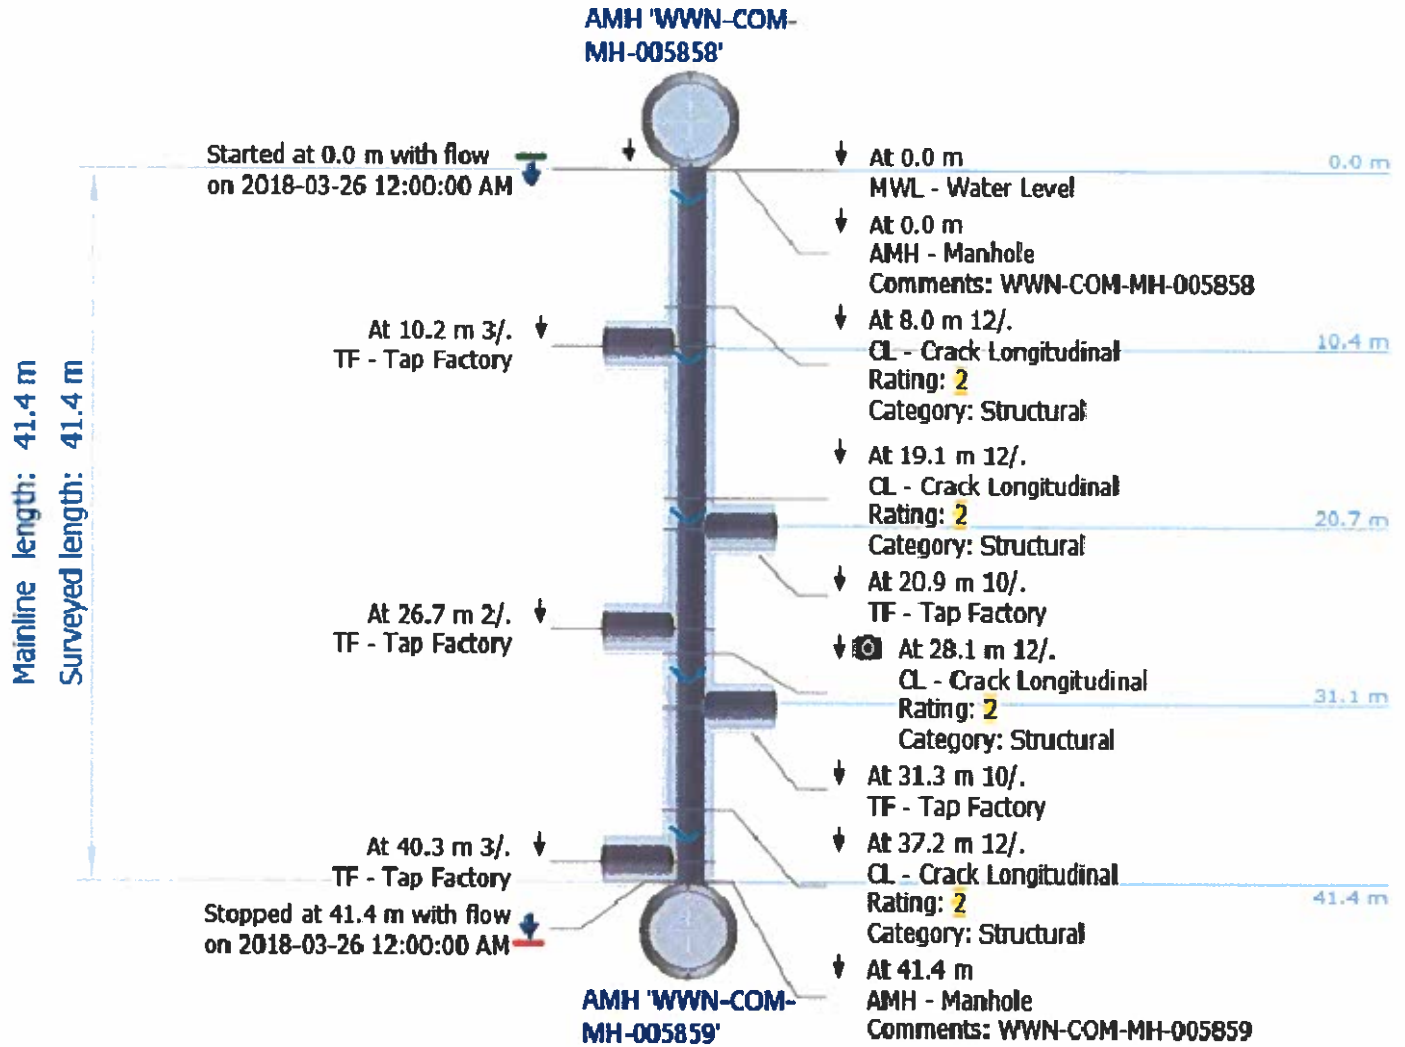 AMH 'WWN-COM-
MH-005858'
Started at 0.0 m with flow
on 2018-03-26 12:00:00 AM
At 0.0 m
MWL - Water Level
0.0 m
At 0.0 m
AMH - Manhole
Comments: WWN-COM-MH-005858
At 10.2 m 3/.
TF - Tap Factory
At 8.0 m 12/.
CL - Crack Longitudinal
Rating: 2
Category: Structural
10.4 m
Mainline length: 41.4 m
Surveyed length: 41.4 m
At 19.1 m 12/.
CL - Crack Longitudinal
Rating: 2
Category: Structural
20.7 m
At 20.9 m 10/.
TF - Tap Factory
At 26.7 m 2/.
TF - Tap Factory
At 28.1 m 12/.
CL - Crack Longitudinal
Rating: 2
Category: Structural
31.1 m
At 31.3 m 10/.
TF - Tap Factory
At 40.3 m 3/.
TF - Tap Factory
At 37.2 m 12/.
CL - Crack Longitudinal
Rating: 2
Category: Structural
41.4 m
Stopped at 41.4 m with flow
on 2018-03-26 12:00:00 AM
At 41.4 m
AMH - Manhole
Comments: WWN-COM-MH-005859
AMH 'WWN-COM-
MH-005859'